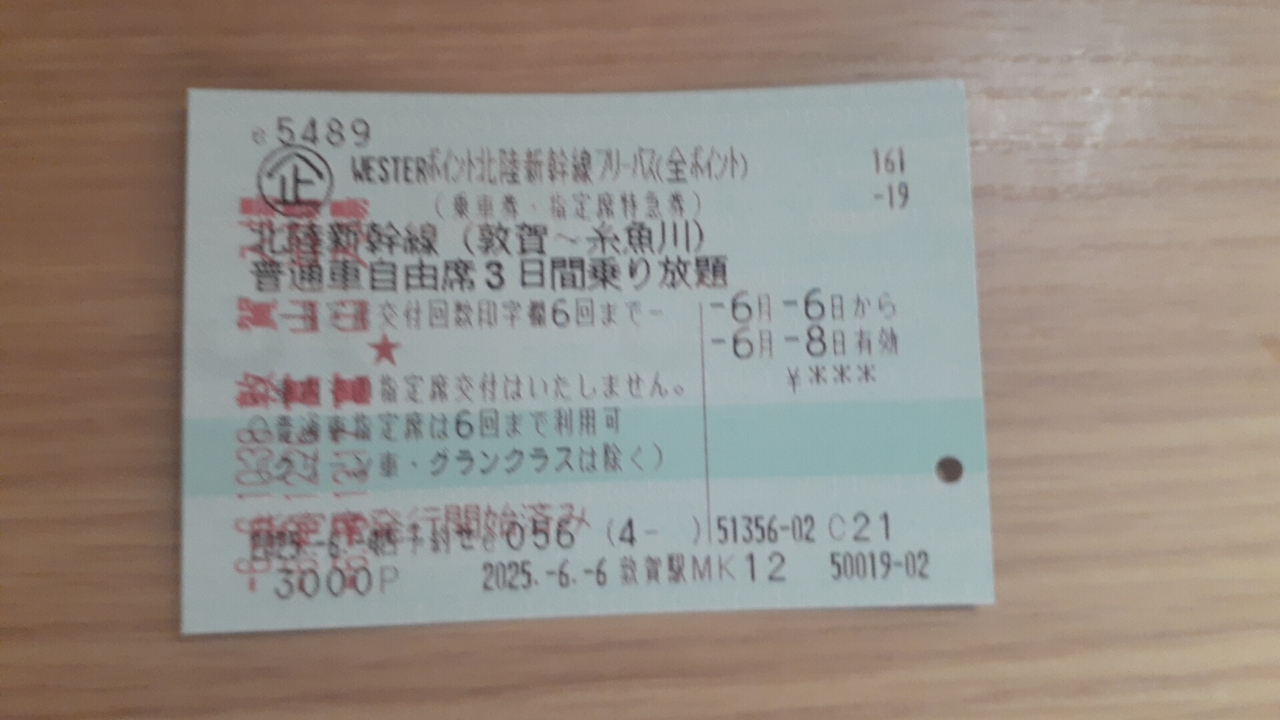 e5489
企 WESTERポイント北陸新幹線フリーパス(全ポイント) 161
(乗車券・指定席特急券) -19
北陸新幹線(敦賀~糸魚川)
普通車自由席3日間乗り放題
交付回数印字欄6回まで-
-6月-6日から
-6月-8日有効
★
¥***
指定席交付はいたしません。
○普通車指定席は6回まで利用可
車・グランクラスは除く)
指定席発行開始済み
056 (4- ) 51356-02 C21
3000P 2025.-6.-6 敦賀駅MK12 50019-02